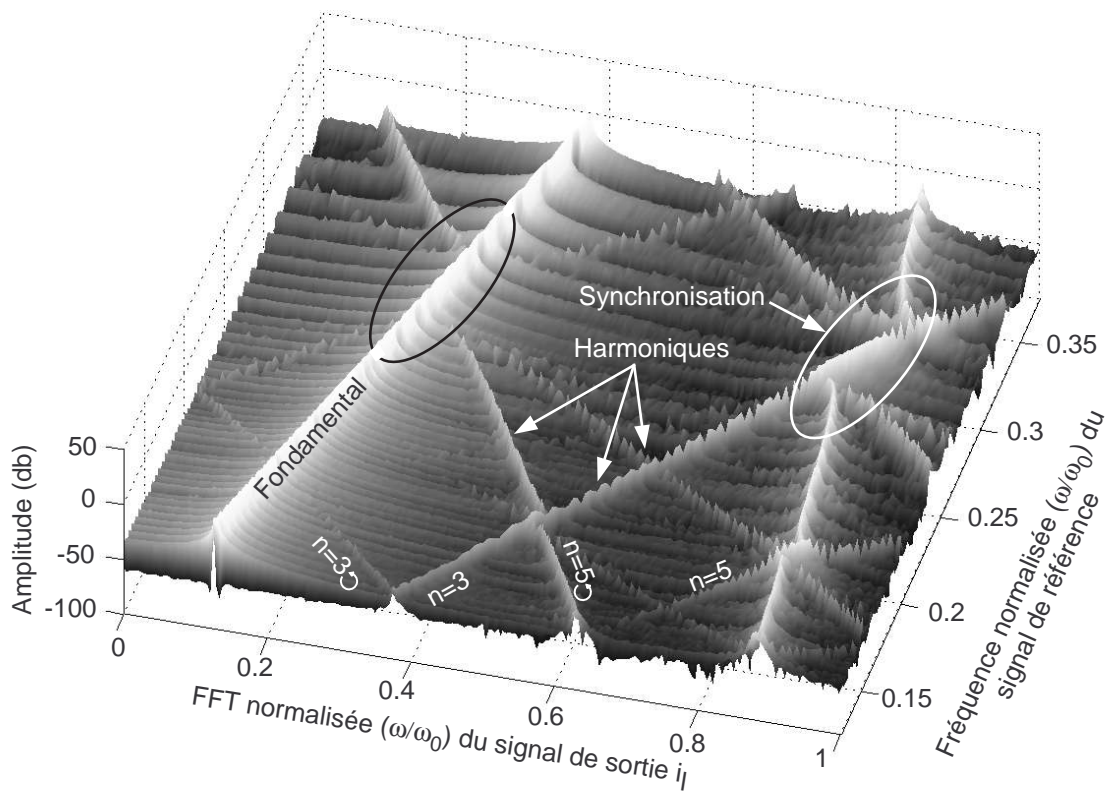 Synchronisation
Harmoniques
Fondamental
n=3Ↄ
n=3
n=5Ↄ
n=5
Amplitude (db)
50
0
-50
-100
0
0.2
0.4
0.6
0.8
1
FFT normalisée (ω/ω₀) du signal de sortie iₗ
0.15
0.2
0.25
0.3
0.35
Fréquence normalisée (ω/ω₀) du
signal de référence